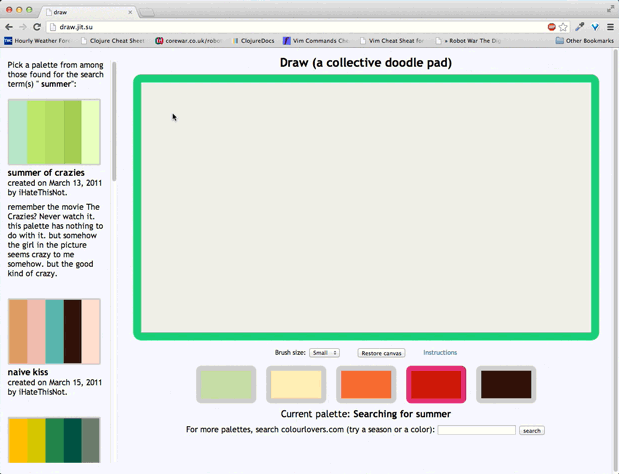 draw
draw.jit.su
Hourly Weather Fore
Clojure Cheat Sheet
corewar.co.uk/robo
ClojureDocs
Vim Commands Che
Vim Cheat Sheet for
» Robot War The Dig
Other Bookmarks
Draw (a collective doodle pad)
Pick a palette from among
those found for the search
term(s) " summer":
summer of crazies
created on March 13, 2011
by iHateThisNot.
remember the movie The
Crazies? Never watch it.
this palette has nothing to
do with it. but somehow
the girl in the picture
seems crazy to me
somehow. but the good
kind of crazy.
naive kiss
created on March 15, 2011
by iHateThisNot.
Brush size: Small Restore canvas Instructions
Current palette: Searching for summer
For more palettes, search colourlovers.com (try a season or a color): search